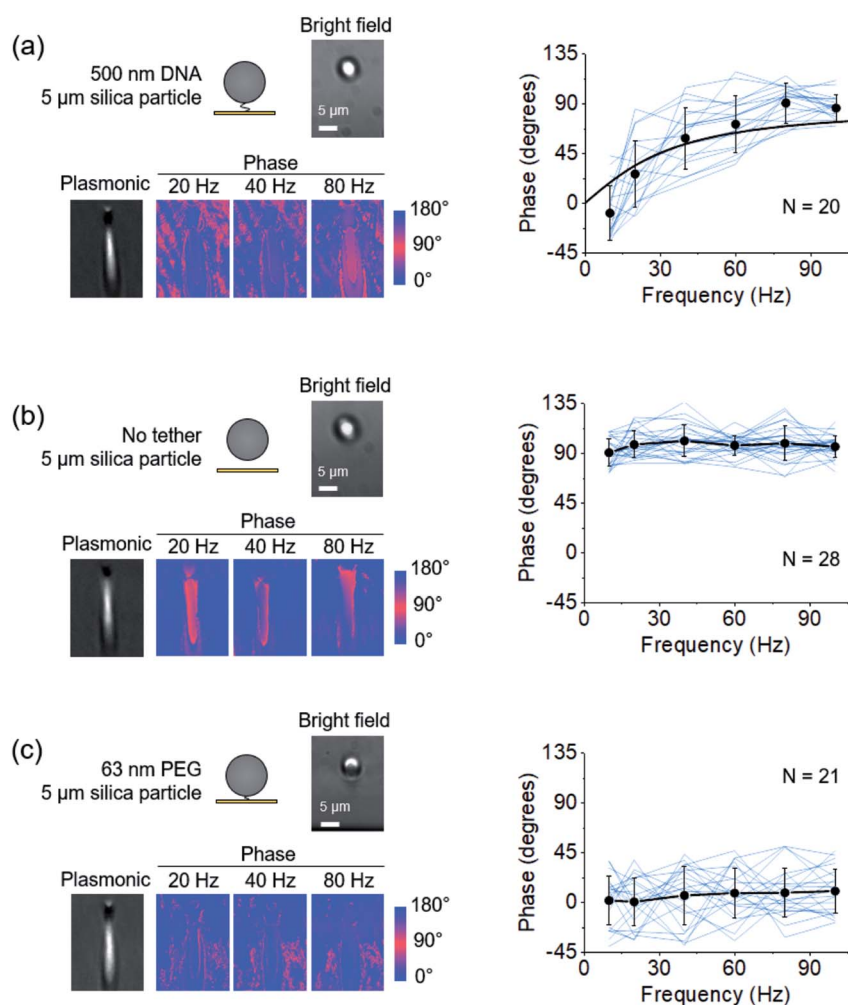 (a)
Bright field
500 nm DNA
5 µm silica particle
5 µm
Phase
Plasmonic 20 Hz 40 Hz 80 Hz
180°
90°
0°
Phase (degrees)
135
90
45
0
-45
N = 20
0 30 60 90
Frequency (Hz)
(b)
Bright field
No tether
5 µm silica particle
5 µm
Phase
Plasmonic 20 Hz 40 Hz 80 Hz
180°
90°
0°
Phase (degrees)
135
90
45
0
-45
N = 28
0 30 60 90
Frequency (Hz)
(c)
Bright field
63 nm PEG
5 µm silica particle
5 µm
Phase
Plasmonic 20 Hz 40 Hz 80 Hz
180°
90°
0°
Phase (degrees)
135
90
45
0
-45
N = 21
0 30 60 90
Frequency (Hz)